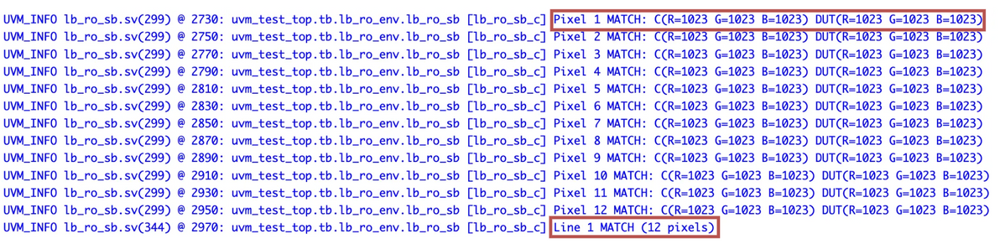 UVM_INFO lb_ro_sb.sv(299) @ 2730: uvm_test_top.tb.lb_ro_env.lb_ro_sb [lb_ro_sb_c] Pixel 1 MATCH: C(R=1023 G=1023 B=1023) DUT(R=1023 G=1023 B=1023)
UVM_INFO lb_ro_sb.sv(299) @ 2750: uvm_test_top.tb.lb_ro_env.lb_ro_sb [lb_ro_sb_c] Pixel 2 MATCH: C(R=1023 G=1023 B=1023) DUT(R=1023 G=1023 B=1023)
UVM_INFO lb_ro_sb.sv(299) @ 2770: uvm_test_top.tb.lb_ro_env.lb_ro_sb [lb_ro_sb_c] Pixel 3 MATCH: C(R=1023 G=1023 B=1023) DUT(R=1023 G=1023 B=1023)
UVM_INFO lb_ro_sb.sv(299) @ 2790: uvm_test_top.tb.lb_ro_env.lb_ro_sb [lb_ro_sb_c] Pixel 4 MATCH: C(R=1023 G=1023 B=1023) DUT(R=1023 G=1023 B=1023)
UVM_INFO lb_ro_sb.sv(299) @ 2810: uvm_test_top.tb.lb_ro_env.lb_ro_sb [lb_ro_sb_c] Pixel 5 MATCH: C(R=1023 G=1023 B=1023) DUT(R=1023 G=1023 B=1023)
UVM_INFO lb_ro_sb.sv(299) @ 2830: uvm_test_top.tb.lb_ro_env.lb_ro_sb [lb_ro_sb_c] Pixel 6 MATCH: C(R=1023 G=1023 B=1023) DUT(R=1023 G=1023 B=1023)
UVM_INFO lb_ro_sb.sv(299) @ 2850: uvm_test_top.tb.lb_ro_env.lb_ro_sb [lb_ro_sb_c] Pixel 7 MATCH: C(R=1023 G=1023 B=1023) DUT(R=1023 G=1023 B=1023)
UVM_INFO lb_ro_sb.sv(299) @ 2870: uvm_test_top.tb.lb_ro_env.lb_ro_sb [lb_ro_sb_c] Pixel 8 MATCH: C(R=1023 G=1023 B=1023) DUT(R=1023 G=1023 B=1023)
UVM_INFO lb_ro_sb.sv(299) @ 2890: uvm_test_top.tb.lb_ro_env.lb_ro_sb [lb_ro_sb_c] Pixel 9 MATCH: C(R=1023 G=1023 B=1023) DUT(R=1023 G=1023 B=1023)
UVM_INFO lb_ro_sb.sv(299) @ 2910: uvm_test_top.tb.lb_ro_env.lb_ro_sb [lb_ro_sb_c] Pixel 10 MATCH: C(R=1023 G=1023 B=1023) DUT(R=1023 G=1023 B=1023)
UVM_INFO lb_ro_sb.sv(299) @ 2930: uvm_test_top.tb.lb_ro_env.lb_ro_sb [lb_ro_sb_c] Pixel 11 MATCH: C(R=1023 G=1023 B=1023) DUT(R=1023 G=1023 B=1023)
UVM_INFO lb_ro_sb.sv(299) @ 2950: uvm_test_top.tb.lb_ro_env.lb_ro_sb [lb_ro_sb_c] Pixel 12 MATCH: C(R=1023 G=1023 B=1023) DUT(R=1023 G=1023 B=1023)
UVM_INFO lb_ro_sb.sv(344) @ 2970: uvm_test_top.tb.lb_ro_env.lb_ro_sb [lb_ro_sb_c] Line 1 MATCH (12 pixels)